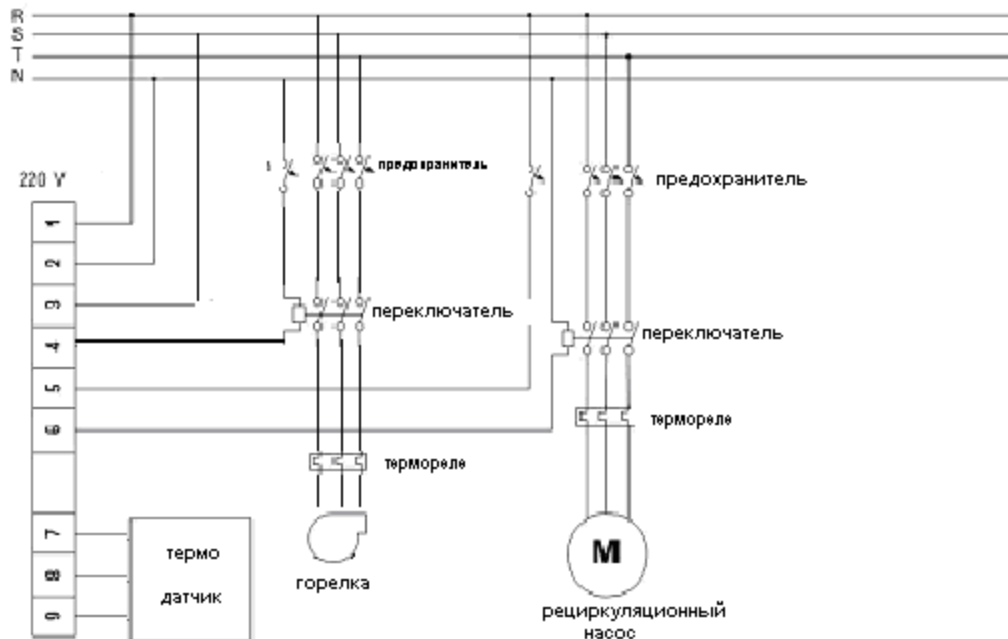 R
S
T
N
предохранитель
220 V
предохранитель
1
2
3
переключатель
переключатель
4
5
6
термореле
термореле
7
8
9
термо
датчик
горелка
M
рециркуляционный
насос